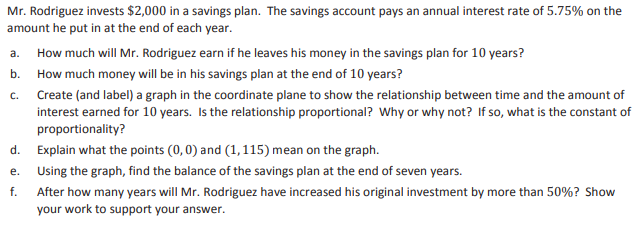 Mr. Rodriguez invests $2,000 in a savings plan. The savings account pays an annual interest rate of 5.75% on the
amount he put in at the end of each year.
a. How much will Mr. Rodriguez earn if he leaves his money in the savings plan for 10 years?
b. How much money will be in his savings plan at the end of 10 years?
c. Create (and label) a graph in the coordinate plane to show the relationship between time and the amount of
interest earned for 10 years. Is the relationship proportional? Why or why not? If so, what is the constant of
proportionality?
d. Explain what the points (0, 0) and (1, 115) mean on the graph.
e. Using the graph, find the balance of the savings plan at the end of seven years.
f. After how many years will Mr. Rodriguez have increased his original investment by more than 50%? Show
your work to support your answer.